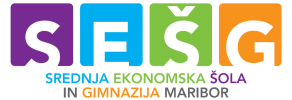 SEŠG
SREDNJA EKONOMSKA ŠOLA
IN GIMNAZIJA MARIBOR